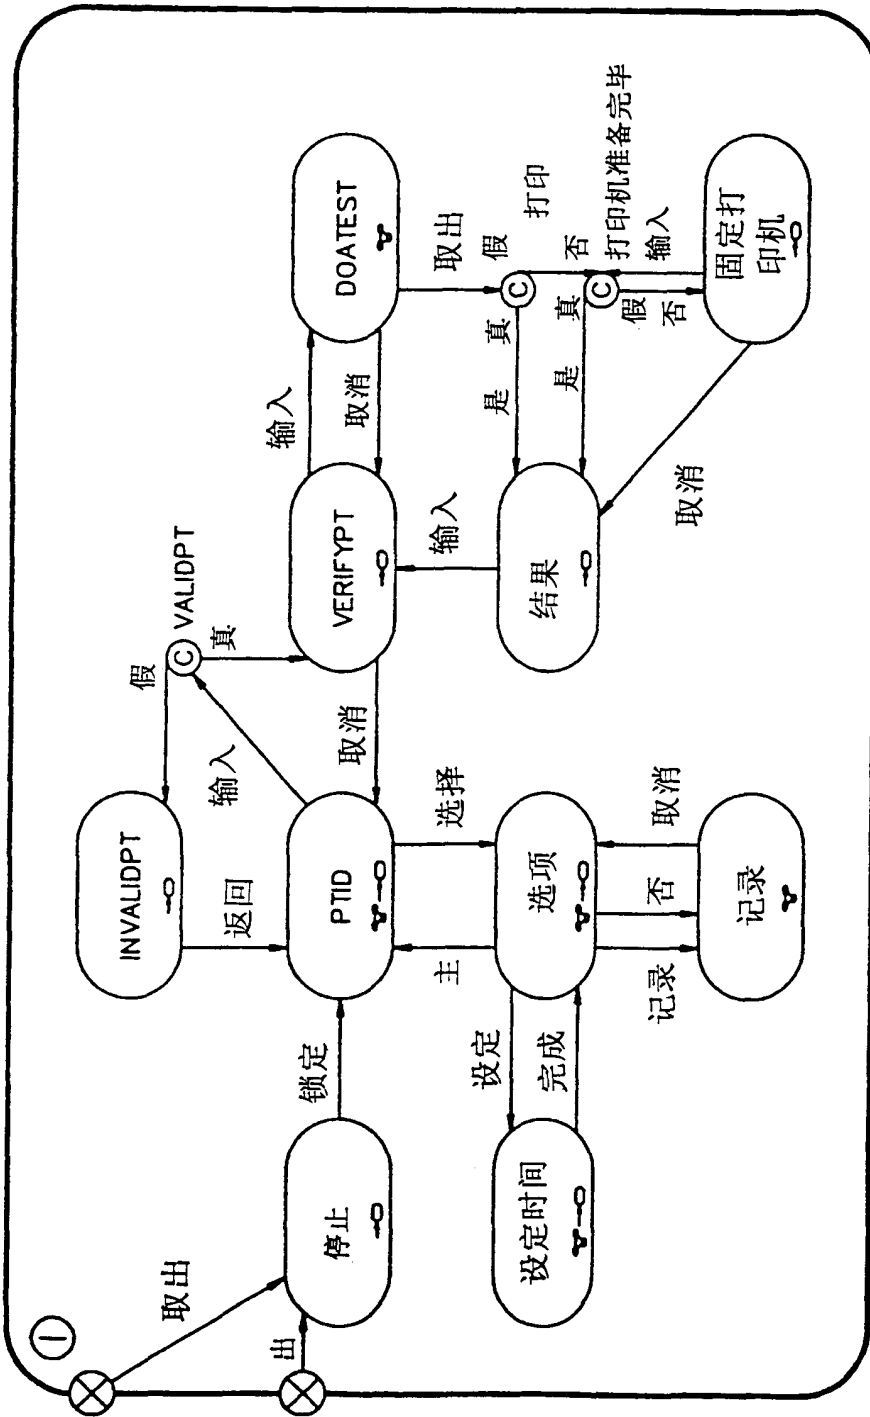 1
取出
INVALIDPT
假
C
VALIDPT
输入
真
返回
出
输入
锁定
停止
PTID
VERIFYPT
DOATEST
取消
取消
主
选择
输入
取出
假
设定
是
真
C
打印
设定时间
选项
结果
完成
是
真
否
C
打印机准备完毕
假
输入
记录
否
取消
否
取消
固定打
印机
记录